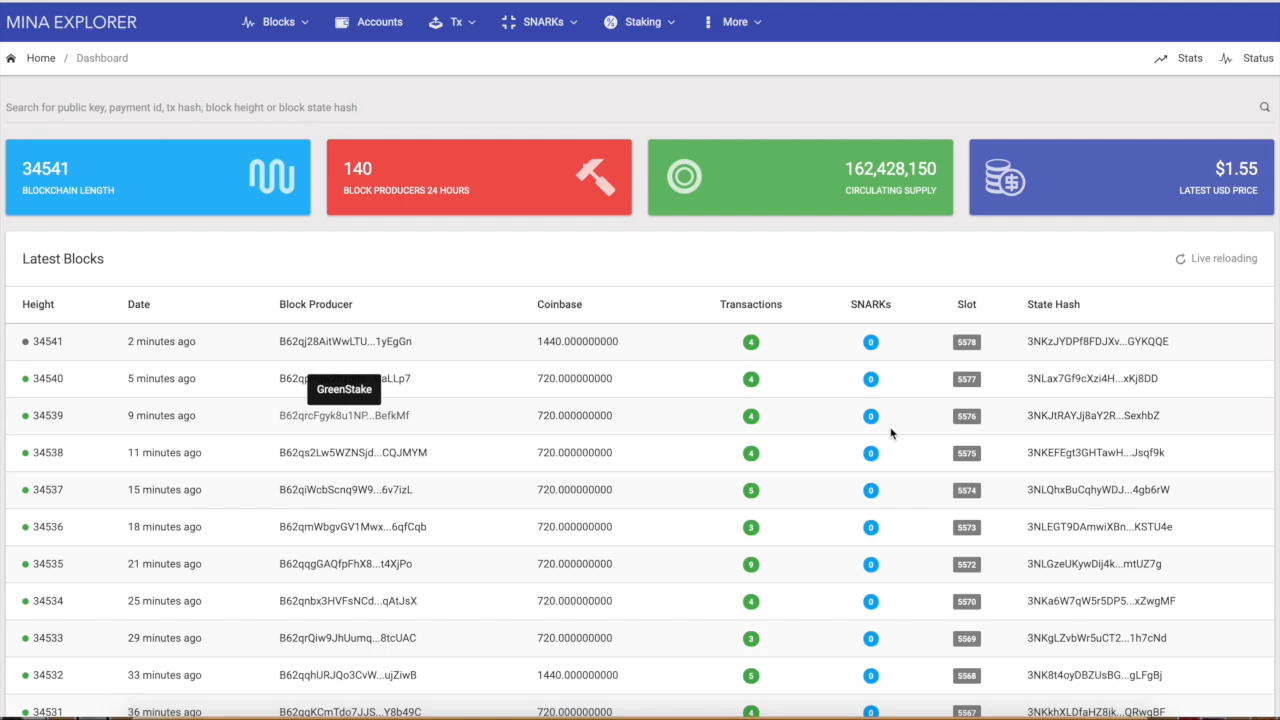 MINA EXPLORER Blocks Accounts Tx SNARKs Staking More
Home / Dashboard Stats Status
Search for public key, payment id, tx hash, block height or block state hash
34541 140 162,428,150 $1.55
BLOCKCHAIN LENGTH BLOCK PRODUCERS 24 HOURS CIRCULATING SUPPLY LATEST USD PRICE
Latest Blocks Live reloading
Height Date Block Producer Coinbase Transactions SNARKs Slot State Hash
34541 2 minutes ago B62qj28AitWwLTU...1yEgGn 1440.000000000 4 0 5578 3NKzJYDPf8FDJXv...GYKQQE
34540 5 minutes ago aLLp7 720.000000000 4 0 5577 3NLax7Gf9cXzi4H...xKj8DD
GreenStake
34539 9 minutes ago B62qrcFgyk8u1NP...BefkMf 720.000000000 4 0 5576 3NKJtRAYJj8aY2R...SexhbZ
34538 11 minutes ago B62qs2Lw5WZNSjd...CQJMYM 720.000000000 4 0 5575 3NKEFEgt3GHTawH...Jsqf9k
34537 15 minutes ago B62qiWcbScnq9W9...6v7izL 720.000000000 5 0 5574 3NLQhxBuCqhyWDJ...4gb6rW
34536 18 minutes ago B62qmWbgvGV1Mwx...6qfCqb 720.000000000 3 0 5573 3NLEGT9DAmwiXBn...KSTU4e
34535 21 minutes ago B62qqgGAQfpFhX8...t4XjPo 720.000000000 9 0 5572 3NLGzeUKywDij4k...mtUZ7g
34534 25 minutes ago B62qnbx3HVFsNCd...qAtJsX 720.000000000 4 0 5570 3NKa6W7qW5r5DP5...xZwgMF
34533 29 minutes ago B62qrQiw9JhUumq...8tcUAC 720.000000000 3 0 5569 3NKgLZvbWr5uCT2...1h7cNd
34532 33 minutes ago B62qqhURJQo3CvW...ujZiwB 1440.000000000 5 0 5568 3NK8t4oyDBZUsBG...gLFgBj
34531 36 minutes ago B62qqKCmTdo7JJS...Y8b49C 720.000000000 4 0 5567 3NKkhXLDfaHZ8jk...QRwgBF